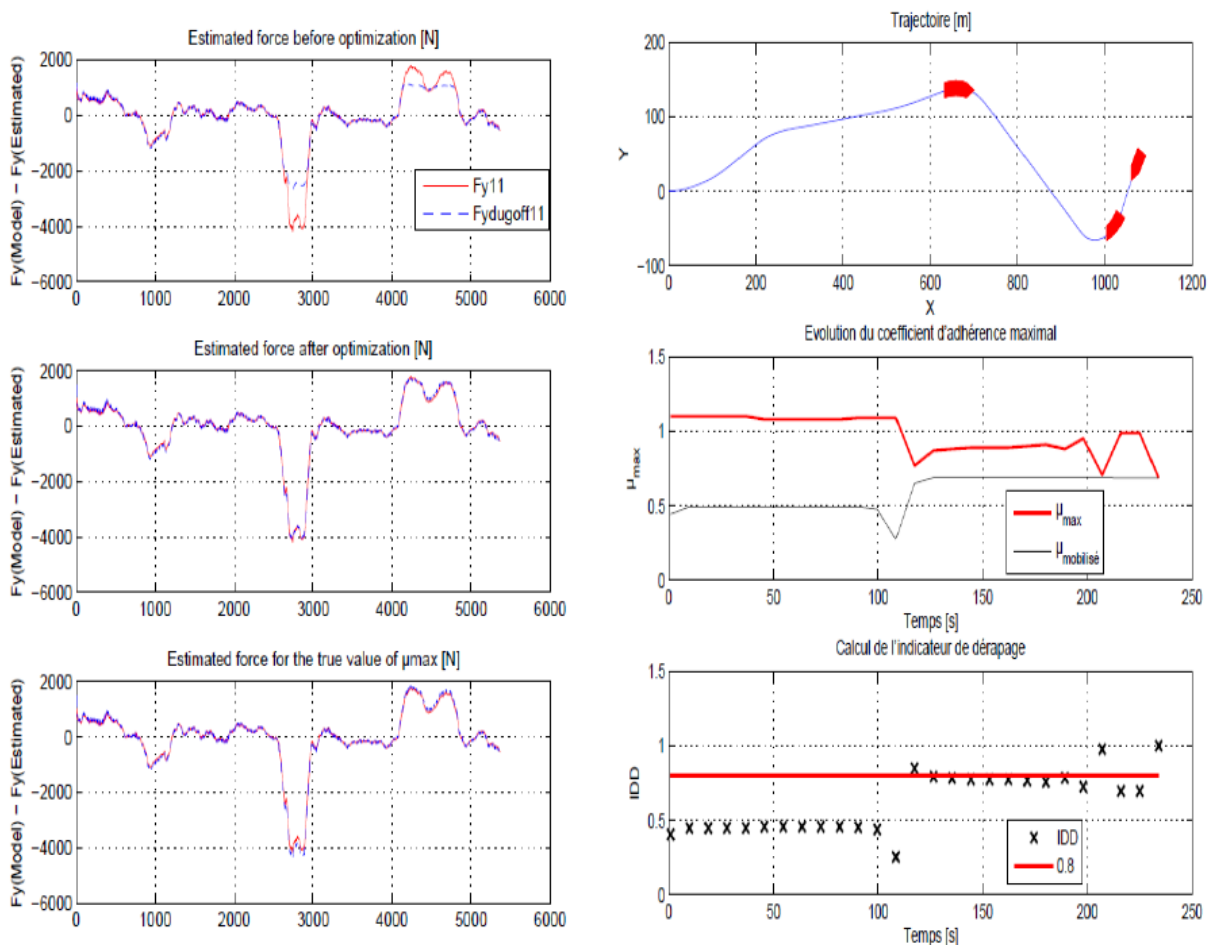 Estimated force before optimization [N]
Fy(Model) − Fy(Estimated)
2000
0
−2000
−4000
−6000
Fy11
Fydugoff11
0 1000 2000 3000 4000 5000 6000
Estimated force after optimization [N]
Fy(Model) − Fy(Estimated)
2000
0
−2000
−4000
−6000
0 1000 2000 3000 4000 5000 6000
Estimated force for the true value of µmax [N]
Fy(Model) − Fy(Estimated)
2000
0
−2000
−4000
−6000
0 1000 2000 3000 4000 5000 6000
Trajectoire [m]
Y
200
100
0
−100
0 200 400 600 800 1000 1200
X
Evolution du coefficient d'adhérence maximal
µmax
1.5
1
0.5
0
µmax
µmobilisé
0 50 100 150 200 250
Temps [s]
Calcul de l'indicateur de dérapage
IDD
1.5
1
0.5
0
IDD
0.8
0 50 100 150 200 250
Temps [s]